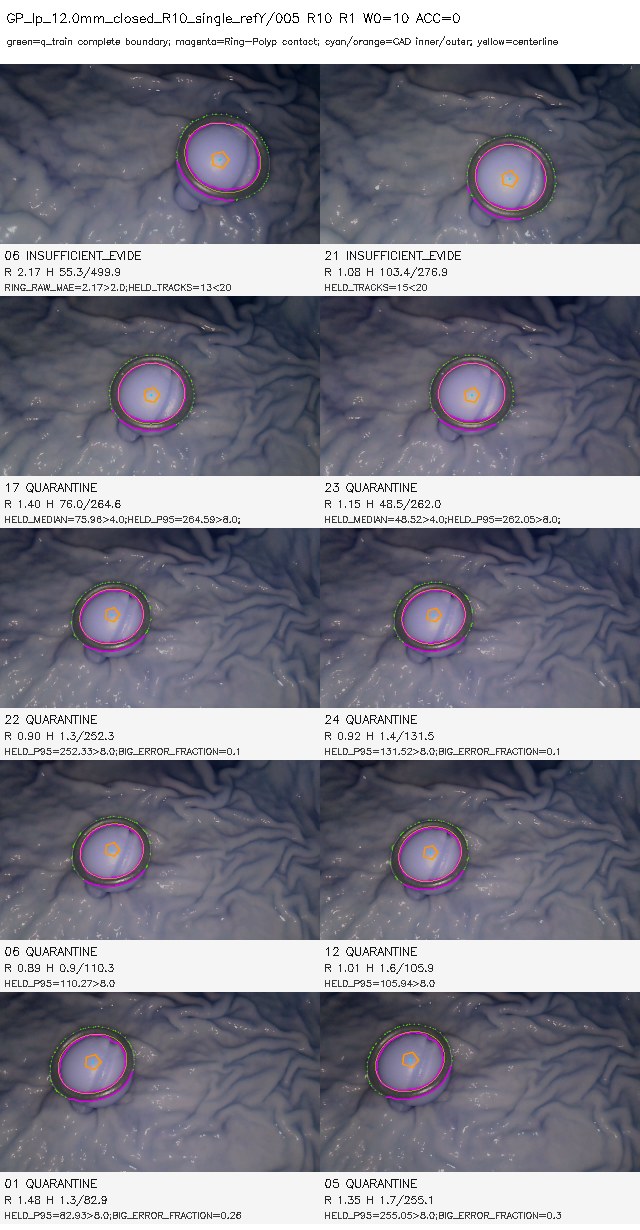 GP_Ip_12.0mm_closed_R10_single_refY/005 R10 R1 W0=10 ACC=0
green=q_train complete boundary; magenta=Ring-Polyp contact; cyan/orange=CAD inner/outer; yellow=centerline
06 INSUFFICIENT_EVIDE
R 2.17 H 55.3/499.9
RING_RAW_MAE=2.17>2.0;HELD_TRACKS=13<20
21 INSUFFICIENT_EVIDE
R 1.08 H 103.4/276.9
HELD_TRACKS=15<20
17 QUARANTINE
R 1.40 H 76.0/264.6
HELD_MEDIAN=75.96>4.0;HELD_P95=264.59>8.0;
23 QUARANTINE
R 1.15 H 48.5/262.0
HELD_MEDIAN=48.52>4.0;HELD_P95=262.05>8.0;
22 QUARANTINE
R 0.90 H 1.3/252.3
HELD_P95=252.33>8.0;BIG_ERROR_FRACTION=0.1
24 QUARANTINE
R 0.92 H 1.4/131.5
HELD_P95=131.52>8.0;BIG_ERROR_FRACTION=0.1
06 QUARANTINE
R 0.89 H 0.9/110.3
HELD_P95=110.27>8.0
12 QUARANTINE
R 1.01 H 1.6/105.9
HELD_P95=105.94>8.0
01 QUARANTINE
R 1.48 H 1.3/82.9
HELD_P95=82.93>8.0;BIG_ERROR_FRACTION=0.26
05 QUARANTINE
R 1.35 H 1.7/255.1
HELD_P95=255.05>8.0;BIG_ERROR_FRACTION=0.3